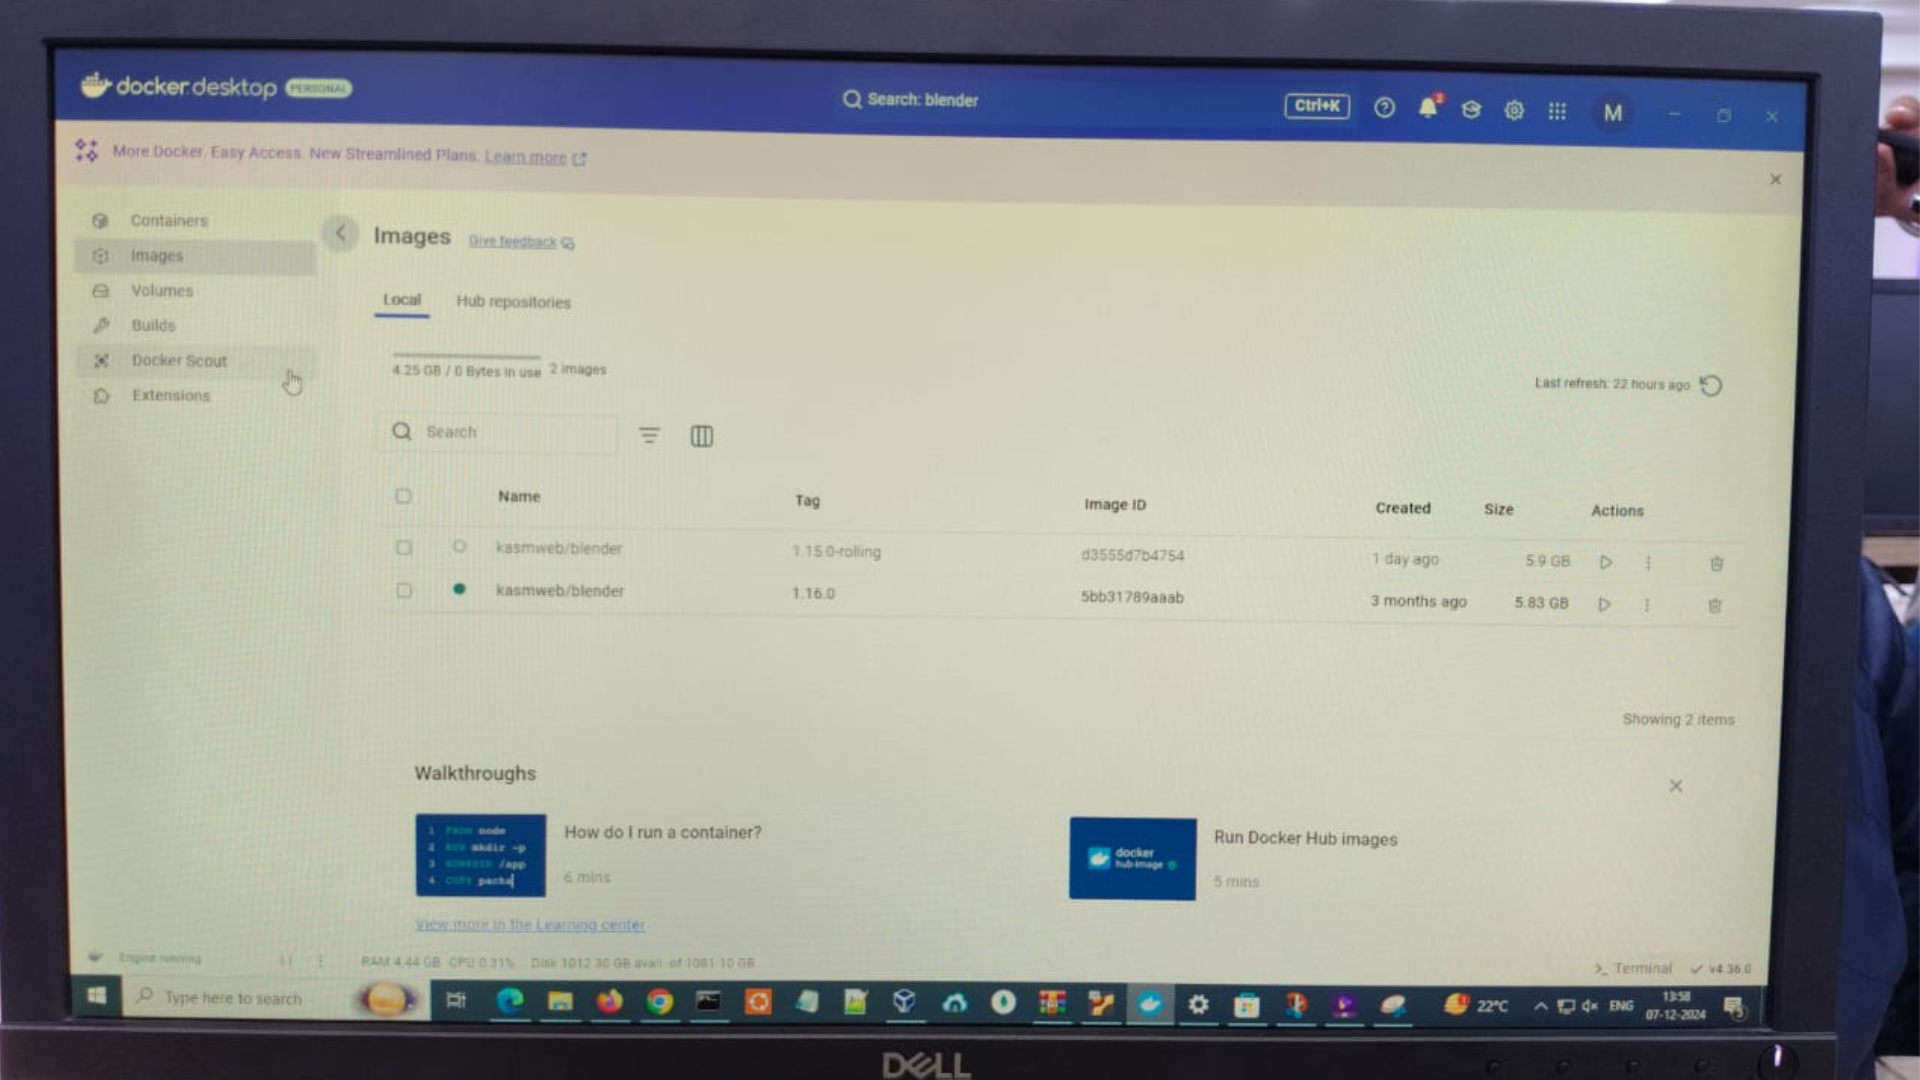 docker desktop PERSONAL
Search: blender
Ctrl+K
M
More Docker. Easy Access. New Streamlined Plans. Learn more
Containers
Images
Volumes
Builds
Docker Scout
Extensions
Images Give feedback
Local Hub repositories
4.25 GB / 0 Bytes in use 2 images
Last refresh: 22 hours ago
Search
Name Tag Image ID Created Size Actions
kasmweb/blender 1.15.0-rolling d3555d7b4754 1 day ago 5.9 GB
kasmweb/blender 1.16.0 5bb31789aaab 3 months ago 5.83 GB
Showing 2 items
Walkthroughs
1 FROM node
2 RUN mkdir -p
3 WORKDIR /app
4 COPY packa
How do I run a container?
6 mins
docker
hub-image
Run Docker Hub images
5 mins
View more in the Learning center
Engine running
RAM 4.44 GB CPU 0.31% Disk 1012.30 GB avail. of 1081.10 GB
>_ Terminal v4.36.0
Type here to search
22°C
ENG
13:58
07-12-2024
DELL